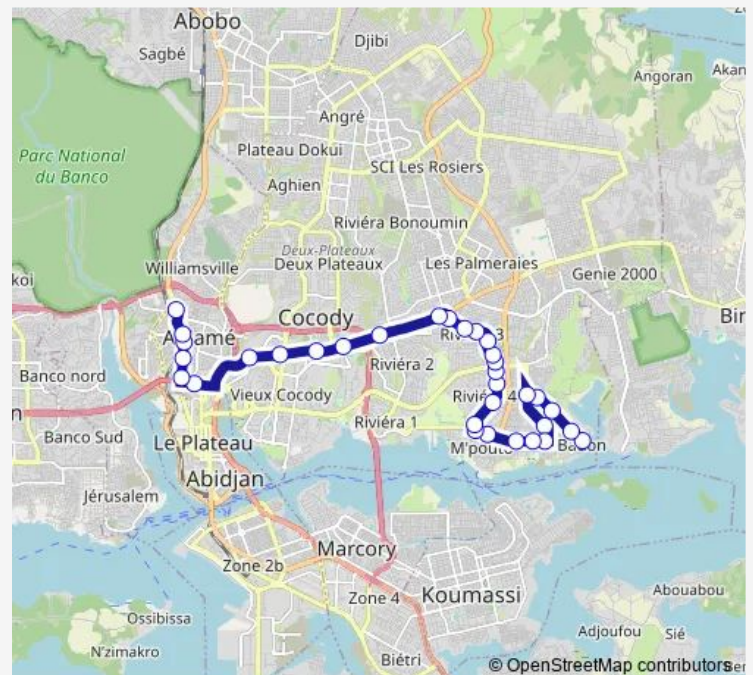 Abobo
Sagbé
Djibi
Angoran
Akan
Angré
Parc National
du Banco
Plateau Dokui
SCI Les Rosiers
Aghien
Riviéra Bonoumin
Deux-Plateaux
Williamsville
Deux Plateaux
Les Palmeraies
Genie 2000
koi
Cocody
Bir
Banco nord
Riviéra 2
Vieux Cocody
Riviéra 1
Banco Sud
Le Plateau
M'pouto
Abidjan
Jérusalem
Marcory
Zone 2b
Zone 4
Koumassi
Abouabou
Ossibissa
Adjoufou
Sié
N'zimakro
Biétri
© OpenStreetMap contributors